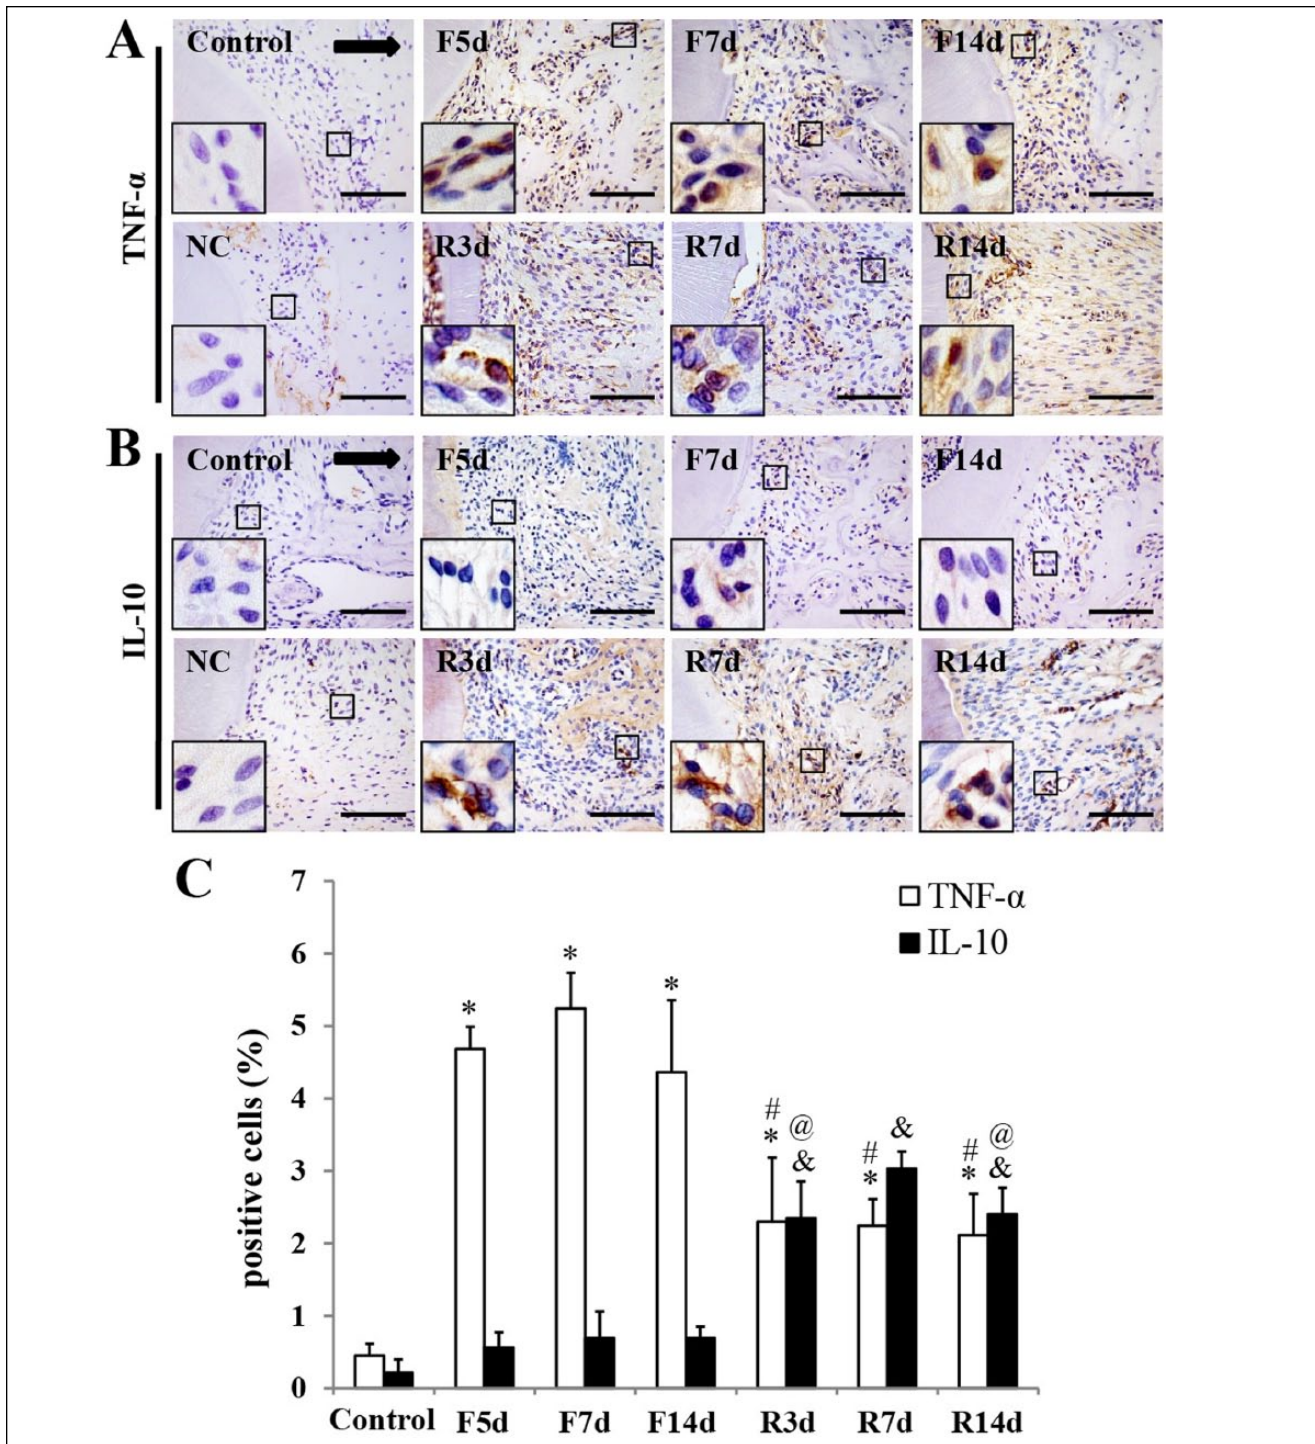 A
TNF-α
Control
F5d
F7d
F14d
NC
R3d
R7d
R14d
B
IL-10
Control
F5d
F7d
F14d
NC
R3d
R7d
R14d
C
7
6
5
4
3
2
1
0
positive cells (%)
TNF-α
IL-10
*
*
*
#
*
@
&
#
*
&
#
*
@
&
Control F5d F7d F14d R3d R7d R14d